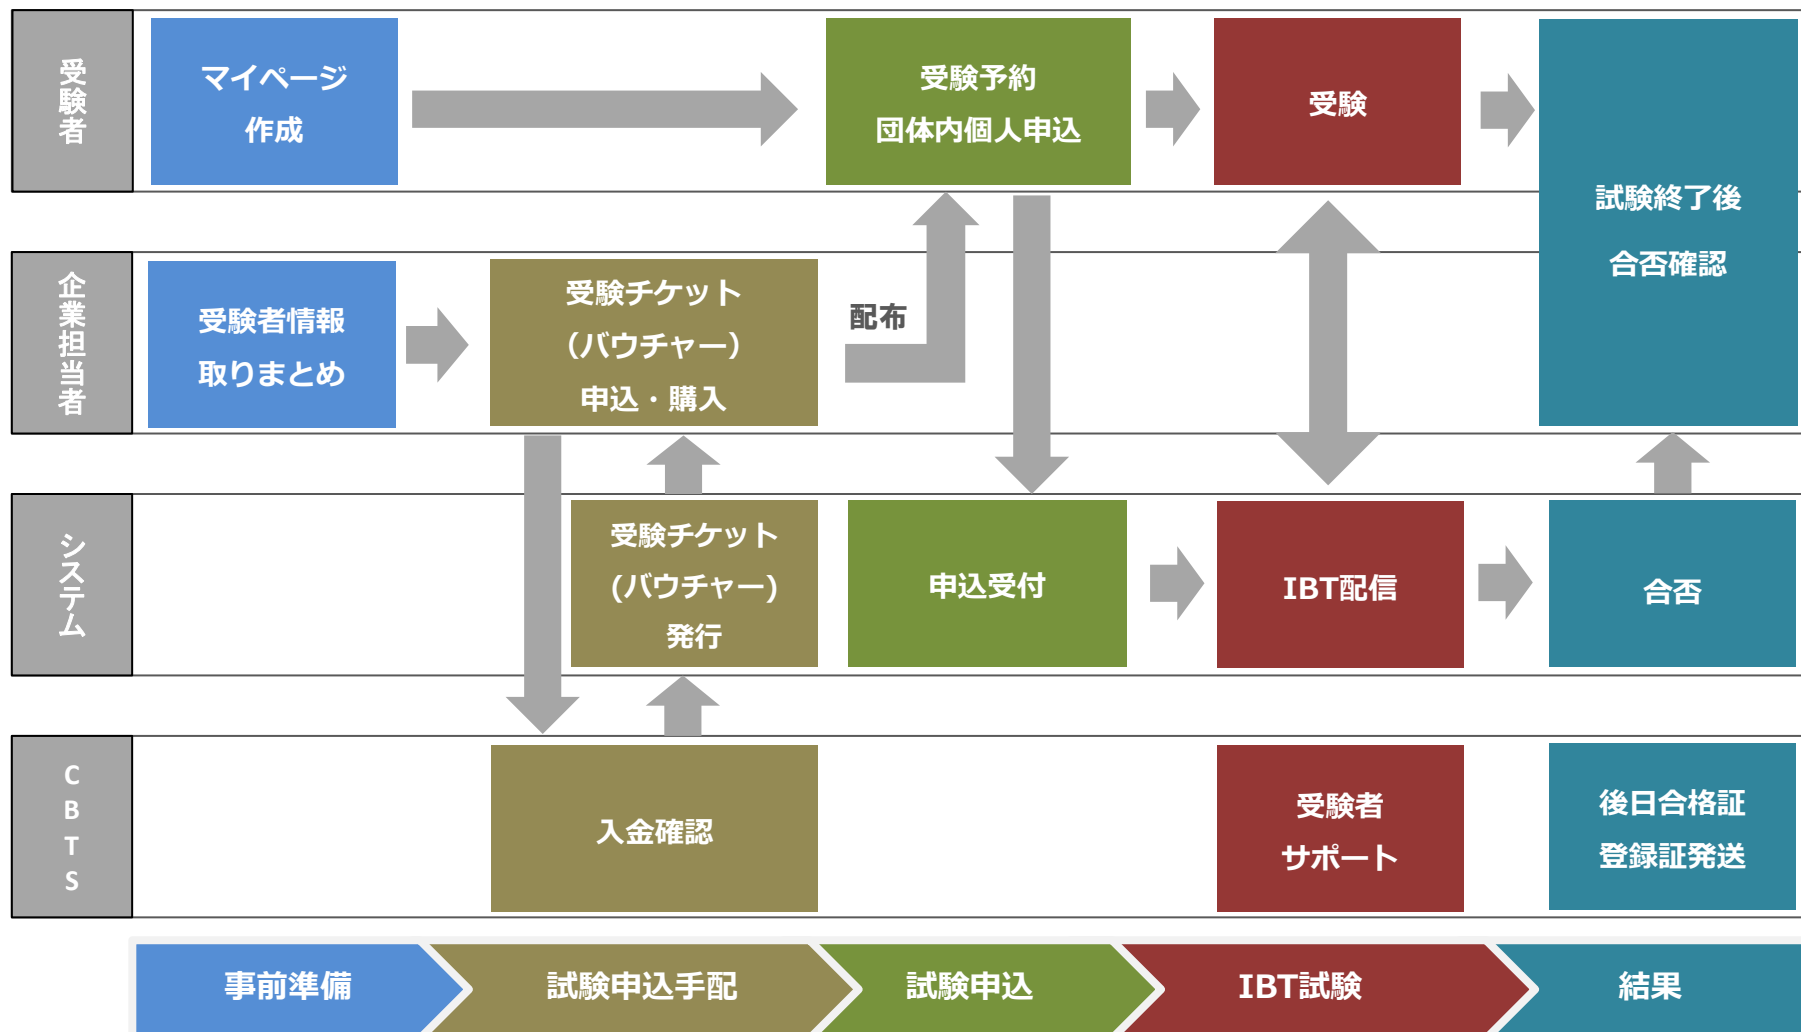 受験者
マイページ
作成
受験予約
団体内個人申込
受験
試験終了後
合否確認
企業担当者
受験者情報
取りまとめ
受験チケット
（バウチャー）
申込・購入
配布
システム
受験チケット
(バウチャー)
発行
申込受付
IBT配信
合否
CBTS
入金確認
受験者
サポート
後日合格証
登録証発送
事前準備
試験申込手配
試験申込
IBT試験
結果